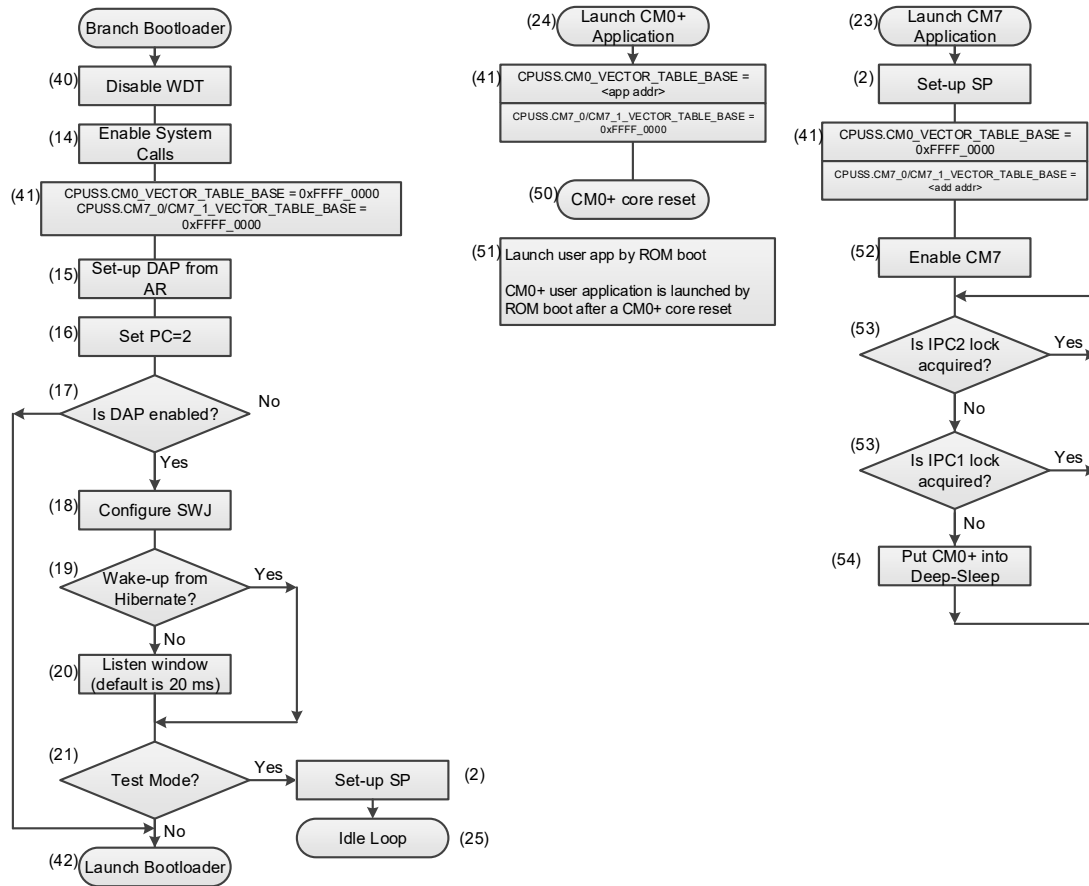 Branch Bootloader
(40)
Disable WDT
(14)
Enable System
Calls
(41)
CPUSS.CM0_VECTOR_TABLE_BASE = 0xFFFF_0000
CPUSS.CM7_0/CM7_1_VECTOR_TABLE_BASE =
0xFFFF_0000
(15)
Set-up DAP from
AR
(16)
Set PC=2
(17)
Is DAP enabled?
No
Yes
(18)
Configure SWJ
(19)
Wake-up from
Hibernate?
Yes
No
(20)
Listen window
(default is 20 ms)
(21)
Test Mode?
Yes
Set-up SP
(2)
Idle Loop
(25)
No
(42)
Launch Bootloader
(24)
Launch CM0+
Application
(41)
CPUSS.CM0_VECTOR_TABLE_BASE =
<app addr>
CPUSS.CM7_0/CM7_1_VECTOR_TABLE_BASE =
0xFFFF_0000
(50)
CM0+ core reset
(51)
Launch user app by ROM boot
CM0+ user application is launched by
ROM boot after a CM0+ core reset
(23)
Launch CM7
Application
(2)
Set-up SP
(41)
CPUSS.CM0_VECTOR_TABLE_BASE =
0xFFFF_0000
CPUSS.CM7_0/CM7_1_VECTOR_TABLE_BASE =
<add addr>
(52)
Enable CM7
(53)
Is IPC2 lock
acquired?
Yes
No
(53)
Is IPC1 lock
acquired?
Yes
No
(54)
Put CM0+ into
Deep-Sleep